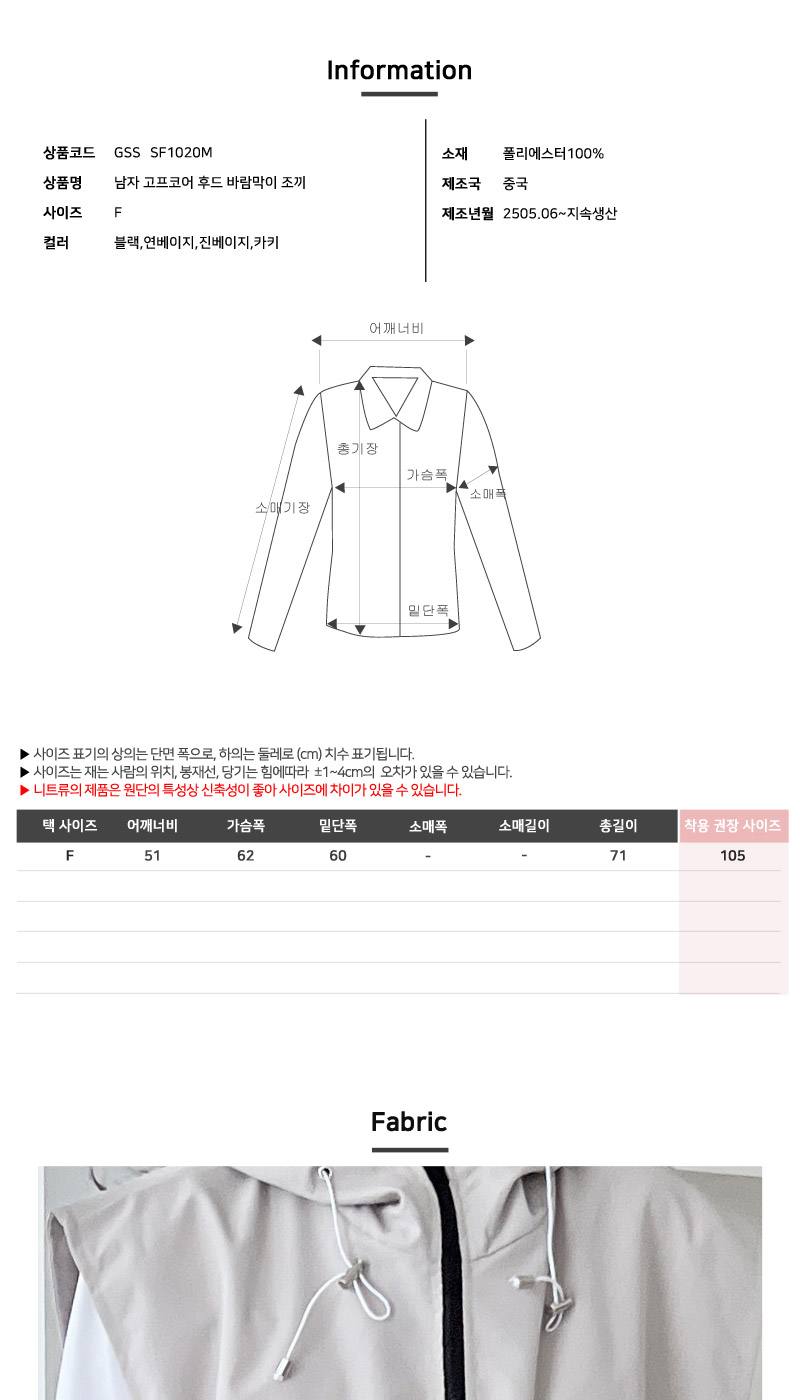 Information
상품코드 GSS SF1020M
상품명 남자 고프코어 후드 바람막이 조끼
사이즈 F
컬러 블랙,연베이지,진베이지,카키
소재 폴리에스터100%
제조국 중국
제조년월 2505.06~지속생산
어깨너비
총기장
가슴폭
소매폭
소매기장
밑단폭
▶ 사이즈 표기의 상의는 단면 폭으로, 하의는 둘레로 (cm) 치수 표기됩니다.
▶ 사이즈는 재는 사람의 위치, 봉재선, 당기는 힘에따라 ±1~4cm의 오차가 있을 수 있습니다.
▶ 니트류의 제품은 원단의 특성상 신축성이 좋아 사이즈에 차이가 있을 수 있습니다.
택 사이즈 어깨너비 가슴폭 밑단폭 소매폭 소매길이 총길이 착용 권장 사이즈
F 51 62 60 - - 71 105
Fabric